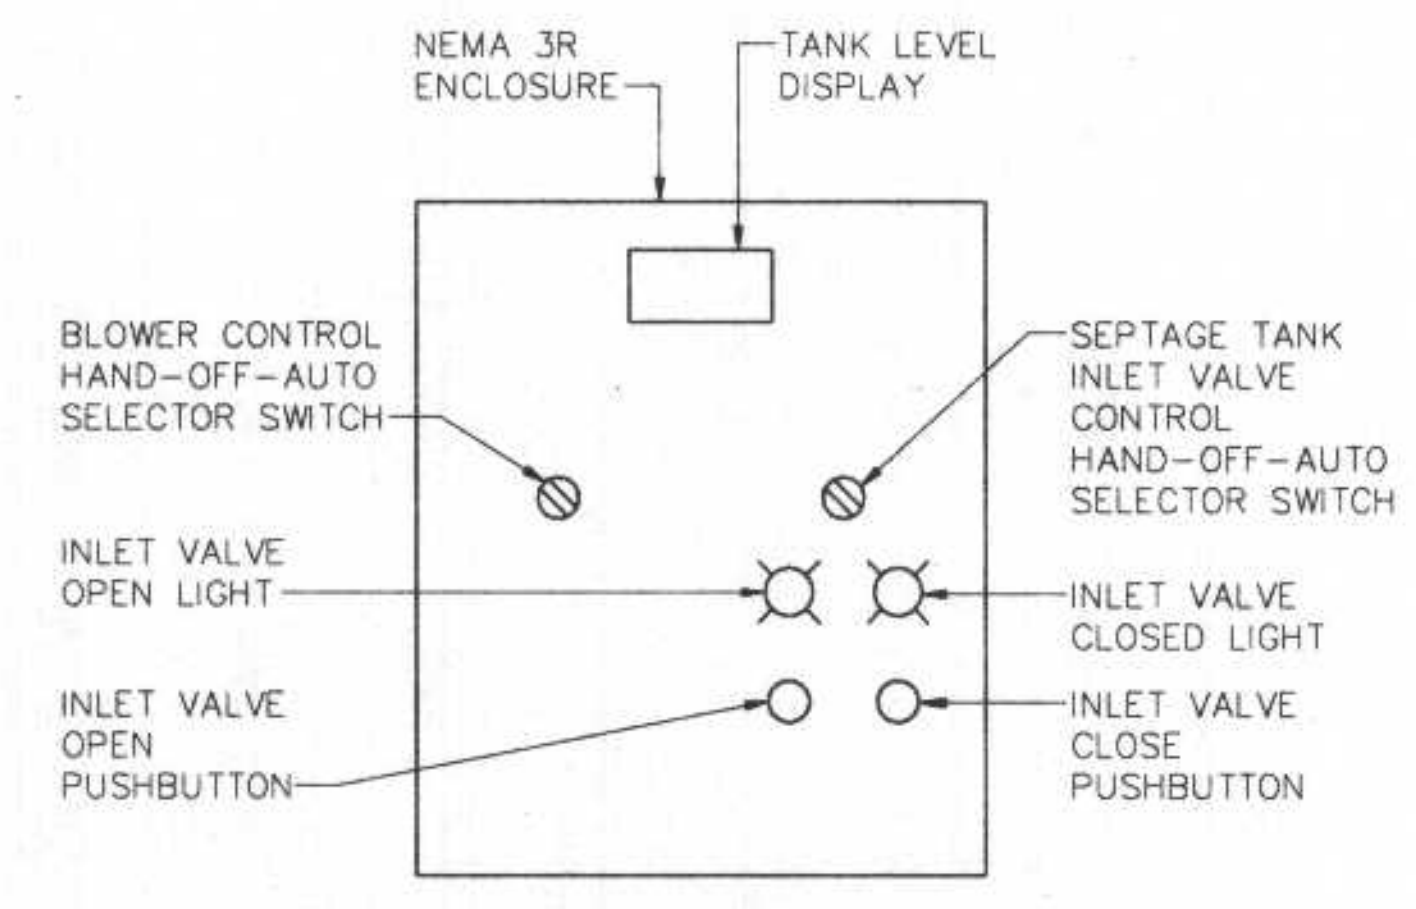 NEMA 3R
ENCLOSURE
TANK LEVEL
DISPLAY
BLOWER CONTROL
HAND-OFF-AUTO
SELECTOR SWITCH
SEPTAGE TANK
INLET VALVE
CONTROL
HAND-OFF-AUTO
SELECTOR SWITCH
INLET VALVE
OPEN LIGHT
INLET VALVE
CLOSED LIGHT
INLET VALVE
OPEN
PUSHBUTTON
INLET VALVE
CLOSE
PUSHBUTTON